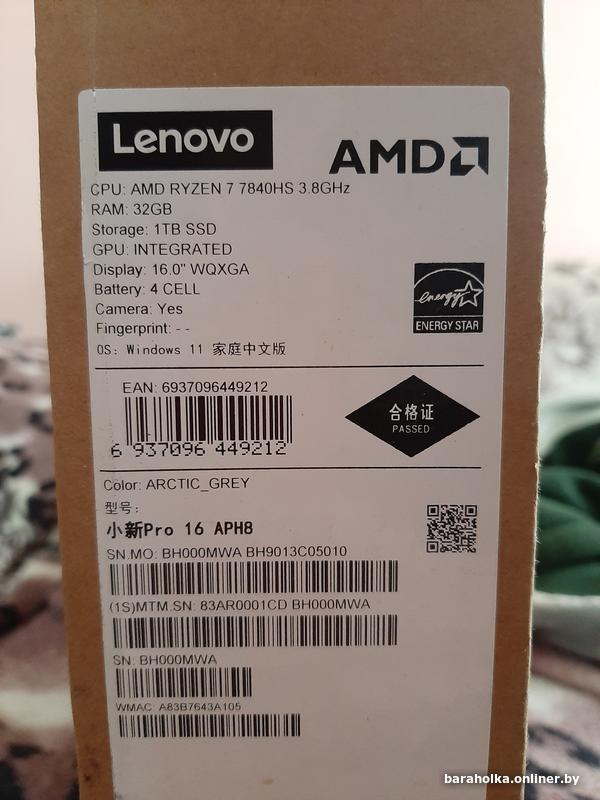 Lenovo
AMD
CPU: AMD RYZEN 7 7840HS 3.8GHz
RAM: 32GB
Storage: 1TB SSD
GPU: INTEGRATED
Display: 16.0" WQXGA
Battery: 4 CELL
Camera: Yes
Fingerprint: - -
OS: Windows 11 家庭中文版
energy
ENERGY STAR
EAN: 6937096449212
6 937096 449212
合格证
PASSED
Color: ARCTIC_GREY
型号:
小新Pro 16 APH8
SN.MO: BH000MWA BH9013C05010
(1S)MTM.SN: 83AR0001CD BH000MWA
SN: BH000MWA
WMAC: A83B7643A105
baraholka.onliner.by